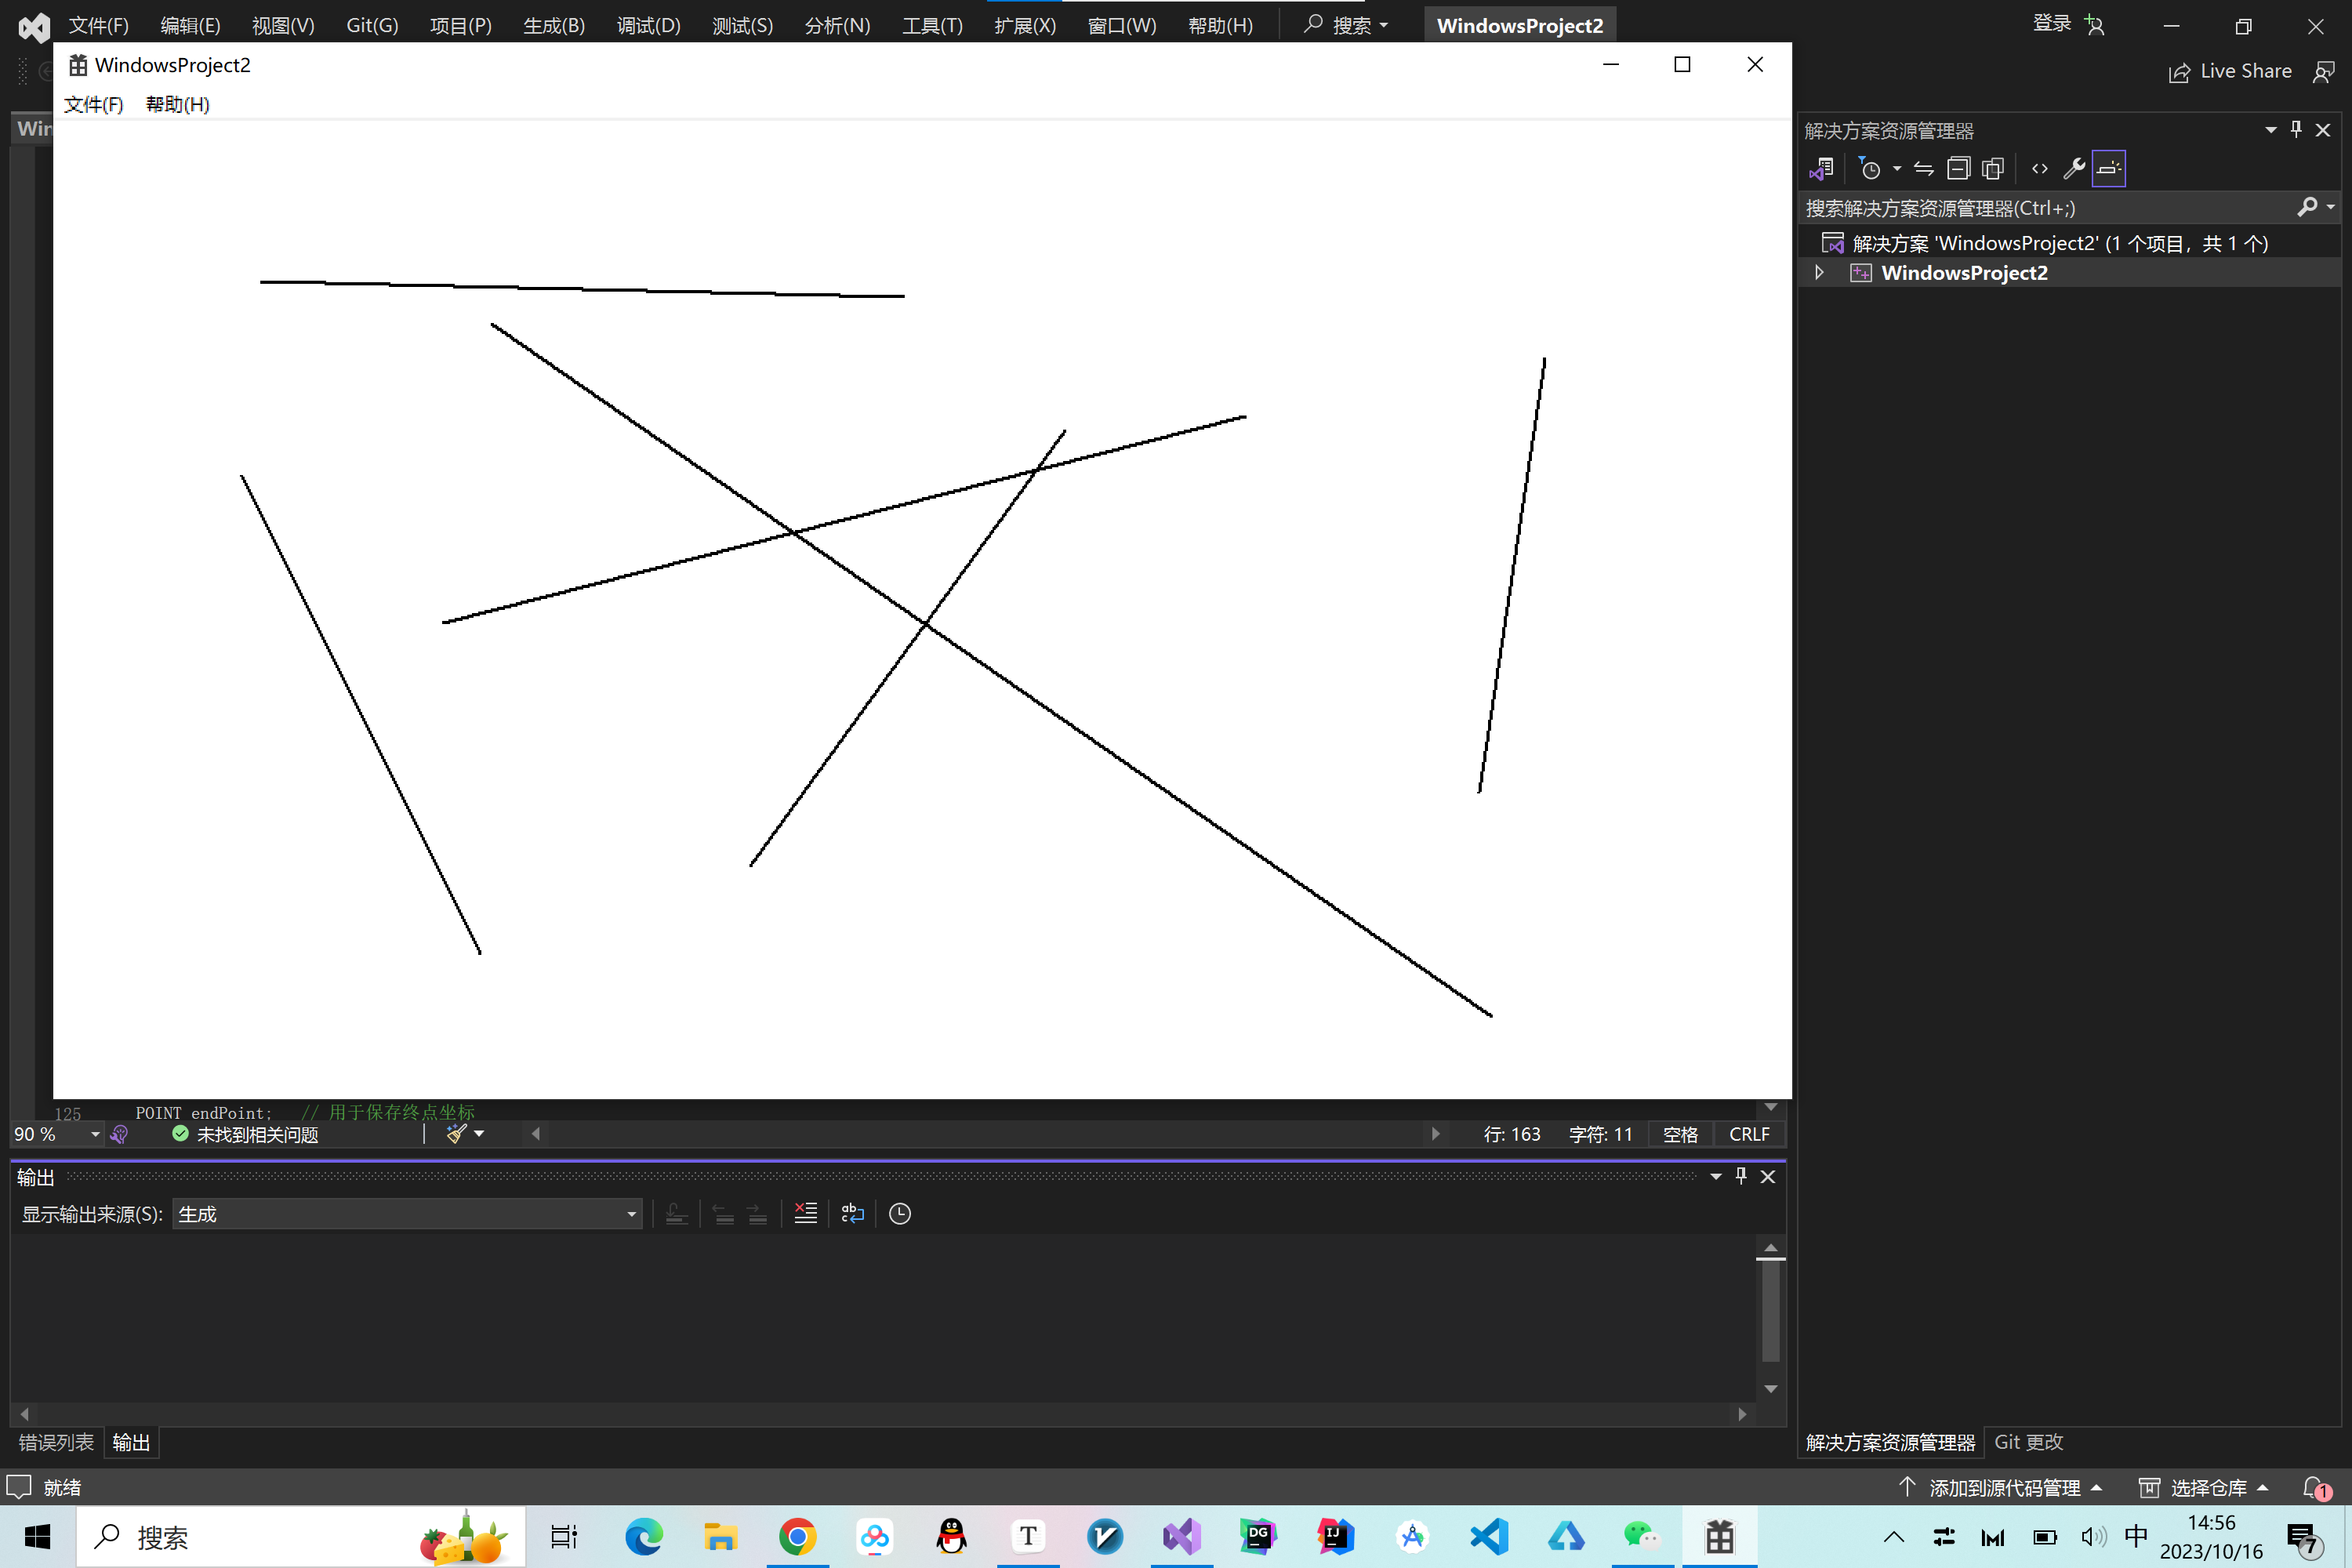 文件(F) 编辑(E) 视图(V) Git(G) 项目(P) 生成(B) 调试(D) 测试(S) 分析(N) 工具(T) 扩展(X) 窗口(W) 帮助(H) 搜索 WindowsProject2 登录
WindowsProject2
Live Share
文件(F) 帮助(H)
Win
解决方案资源管理器
搜索解决方案资源管理器(Ctrl+;)
解决方案 'WindowsProject2' (1 个项目，共 1 个)
WindowsProject2
125 POINT endPoint; // 用于保存终点坐标
90 % 未找到相关问题 行: 163 字符: 11 空格 CRLF
输出
显示输出来源(S): 生成
错误列表 输出
解决方案资源管理器 Git 更改
就绪 添加到源代码管理 选择仓库 1
搜索 T DG IJ 中 14:56
2023/10/16 7